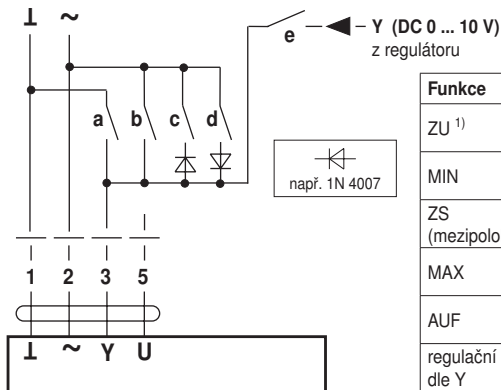 ⊥ ~
e
Y (DC 0 ... 10 V)
z regulátoru
a b c d
např. 1N 4007
Funkce
ZU 1)
MIN
ZS
(mezipolo
MAX
AUF
regulační
dle Y
1 2 3 5
⊥ ~ Y U